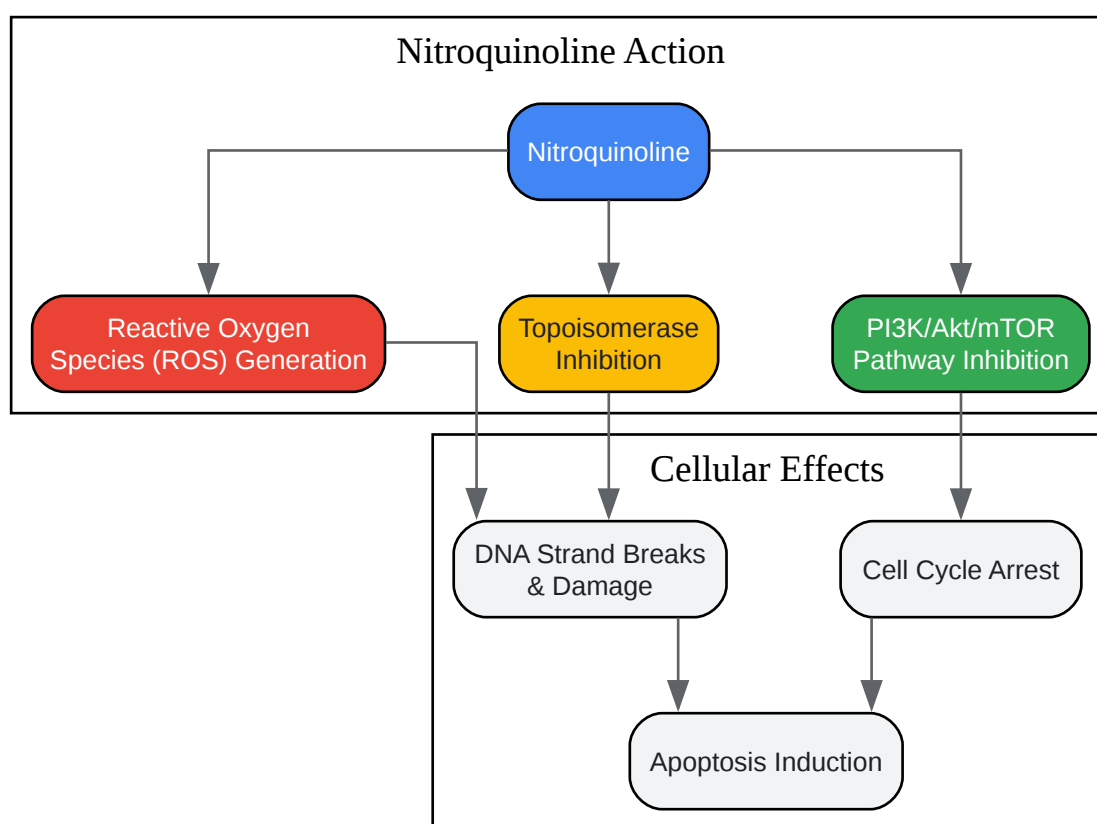 Nitroquinoline Action
Nitroquinoline
Reactive Oxygen
Species (ROS) Generation
Topoisomerase
Inhibition
PI3K/Akt/mTOR
Pathway Inhibition
Cellular Effects
DNA Strand Breaks
& Damage
Cell Cycle Arrest
Apoptosis Induction